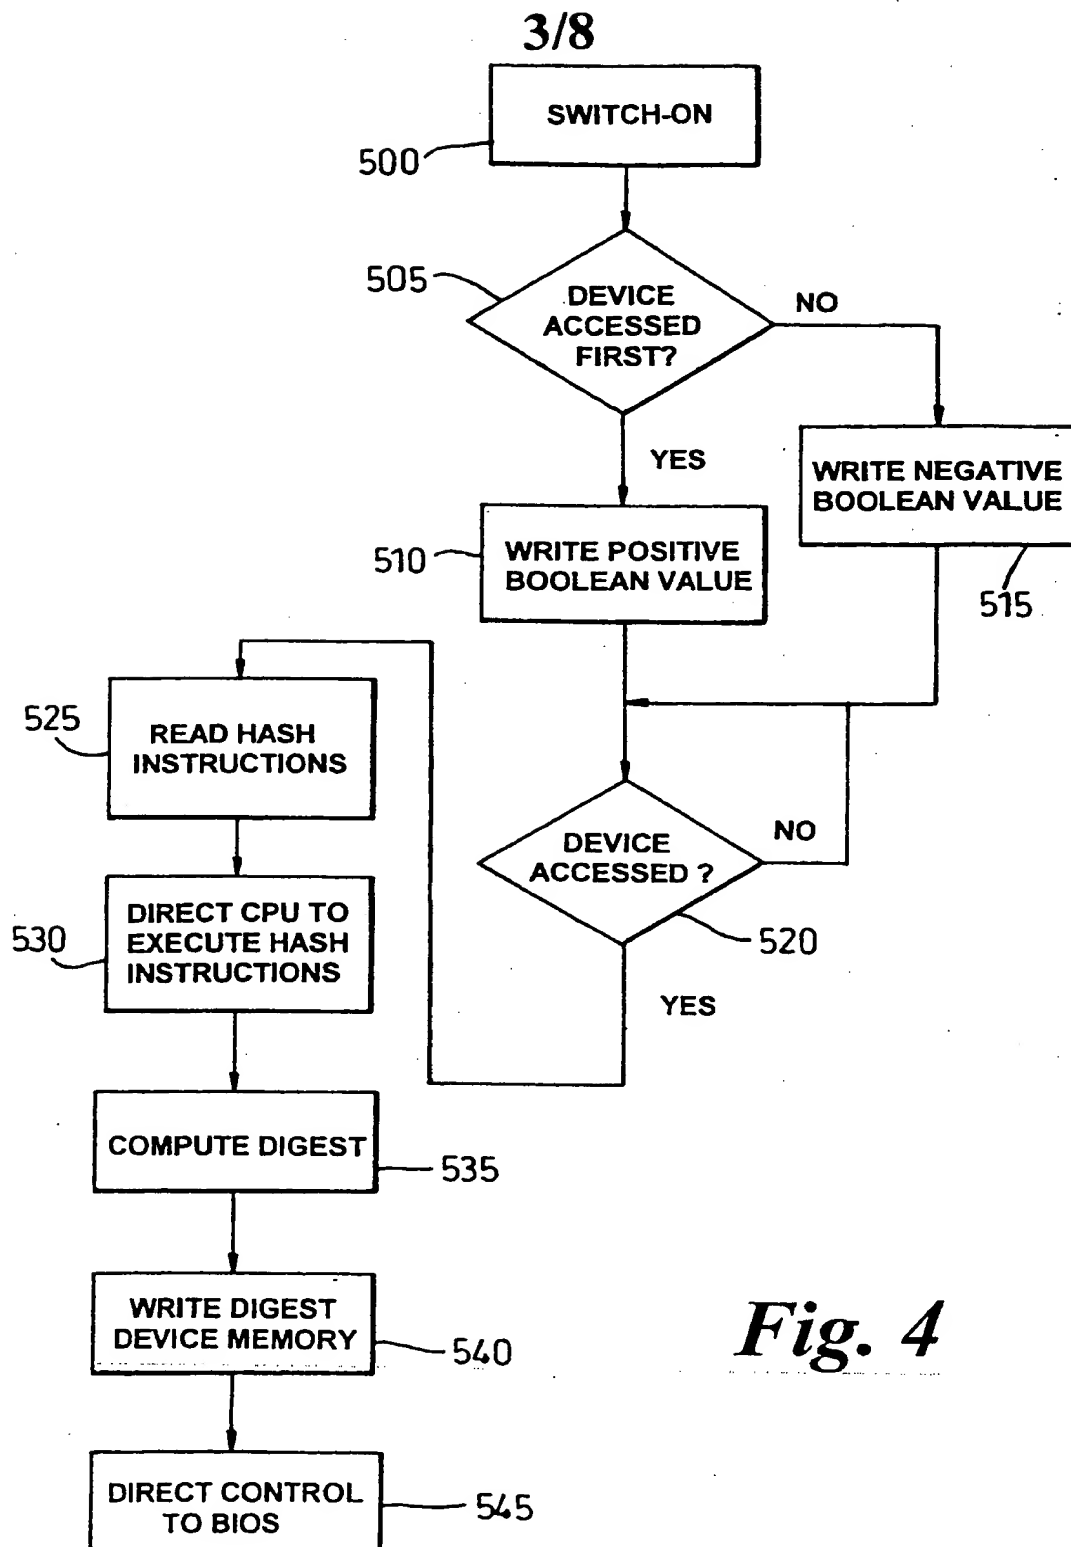 3/8
SWITCH-ON
500
505
DEVICE
ACCESSED
FIRST?
NO
YES
WRITE NEGATIVE
BOOLEAN VALUE
515
510
WRITE POSITIVE
BOOLEAN VALUE
525
READ HASH
INSTRUCTIONS
DEVICE
ACCESSED ?
NO
520
YES
530
DIRECT CPU TO
EXECUTE HASH
INSTRUCTIONS
COMPUTE DIGEST
535
WRITE DIGEST
DEVICE MEMORY
540
DIRECT CONTROL
TO BIOS
545
Fig. 4